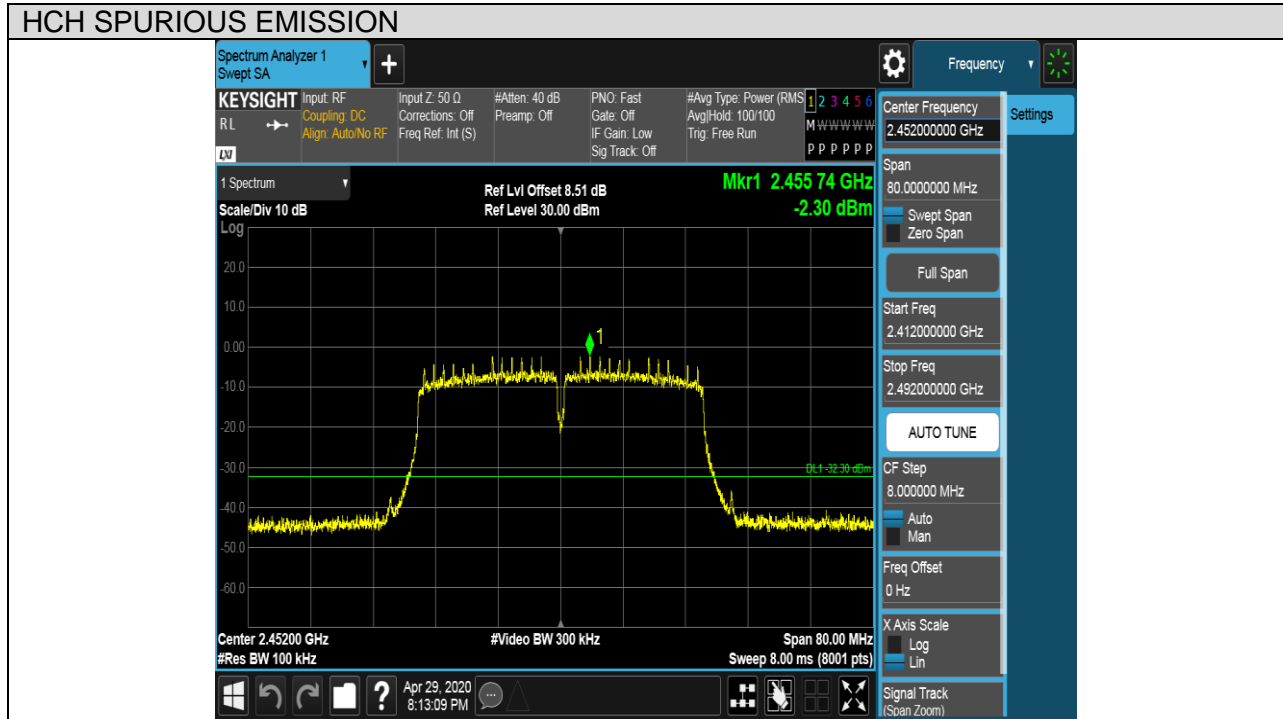 HCH SPURIOUS EMISSION
Spectrum Analyzer 1
Swept SA
+
Frequency
KEYSIGHT
RL
LXI
Input: RF
Coupling: DC
Align: Auto/No RF
Input Z: 50 Ω
Corrections: Off
Freq Ref: Int (S)
#Atten: 40 dB
Preamp: Off
PNO: Fast
Gate: Off
IF Gain: Low
Sig Track: Off
#Avg Type: Power (RMS
Avg|Hold: 100/100
Trig: Free Run
1 2 3 4 5 6
M W W W W W
P P P P P P
1 Spectrum
Scale/Div 10 dB
Ref Lvl Offset 8.51 dB
Ref Level 30.00 dBm
Mkr1 2.455 74 GHz
-2.30 dBm
Log
20.0
10.0
0.00
-10.0
-20.0
-30.0
-40.0
-50.0
-60.0
1
DL1 -32.30 dBm
Center 2.45200 GHz
#Res BW 100 kHz
#Video BW 300 kHz
Span 80.00 MHz
Sweep 8.00 ms (8001 pts)
Center Frequency
2.452000000 GHz
Settings
Span
80.0000000 MHz
Swept Span
Zero Span
Full Span
Start Freq
2.412000000 GHz
Stop Freq
2.492000000 GHz
AUTO TUNE
CF Step
8.000000 MHz
Auto
Man
Freq Offset
0 Hz
X Axis Scale
Log
Lin
Signal Track
(Span Zoom)
?
Apr 29, 2020
8:13:09 PM